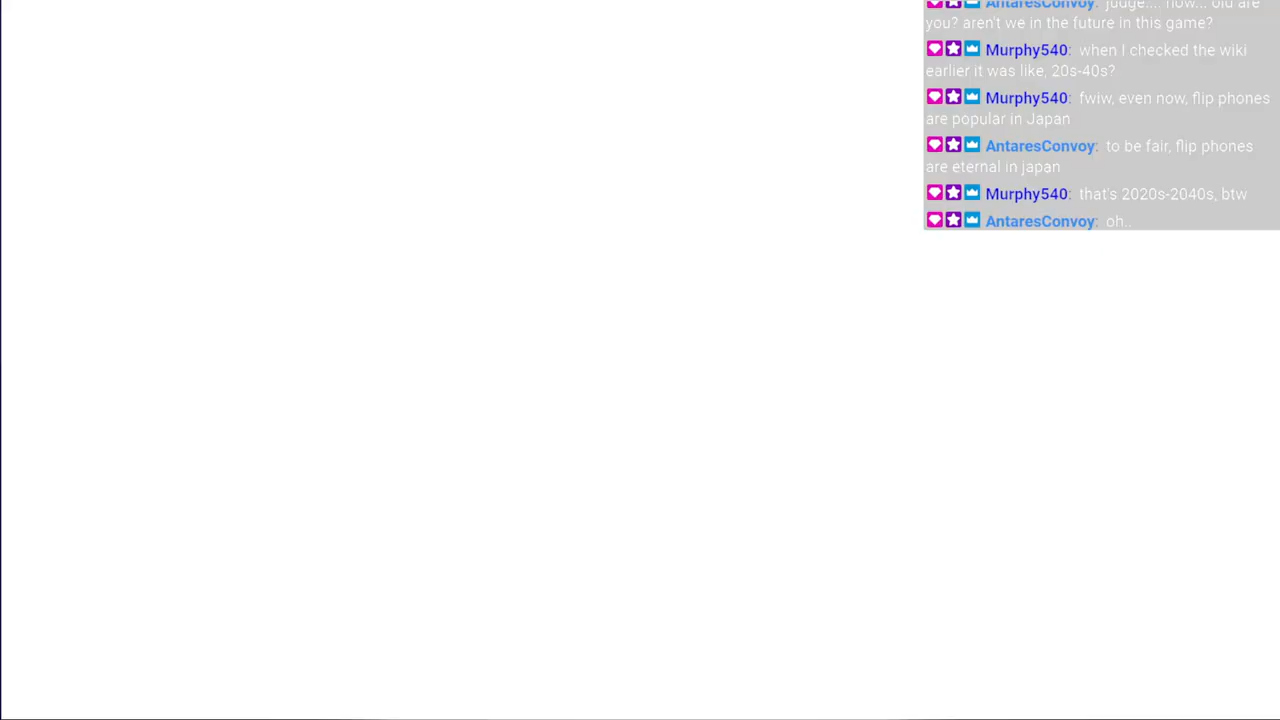 AntaresConvoy: judge.... how... old are
you? aren't we in the future in this game?
Murphy540: when I checked the wiki
earlier it was like, 20s-40s?
Murphy540: fwiw, even now, flip phones
are popular in Japan
AntaresConvoy: to be fair, flip phones
are eternal in japan
Murphy540: that's 2020s-2040s, btw
AntaresConvoy: oh..